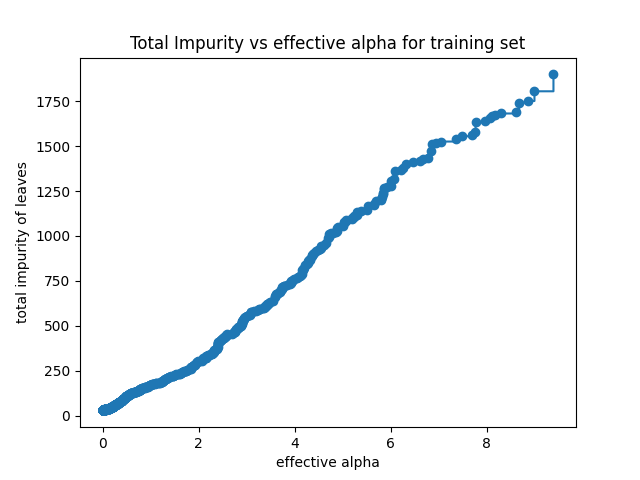 Total Impurity vs effective alpha for training set
total impurity of leaves
1750
1500
1250
1000
750
500
250
0
0 2 4 6 8
effective alpha